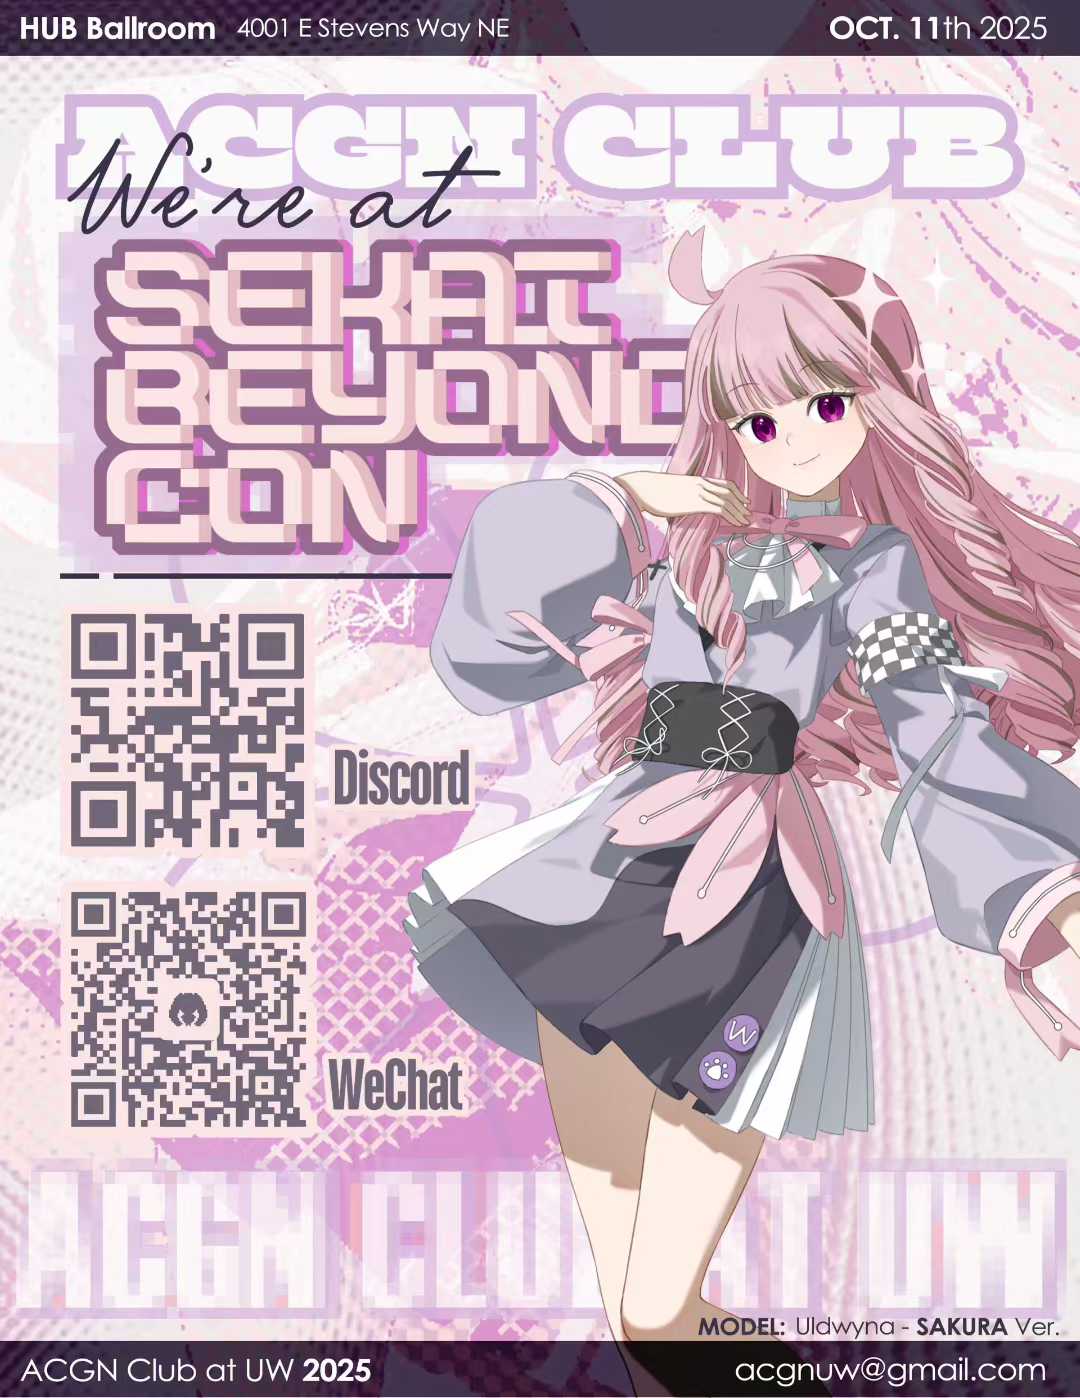 HUB Ballroom 4001 E Stevens Way NE OCT. 11th 2025
ACGN CLUB
We're at
SEKAI
BEYOND
CON
Discord
WeChat
W
ACGN CLUB AT UW
MODEL: Uldwyna - SAKURA Ver.
ACGN Club at UW 2025 acgnuw@gmail.com